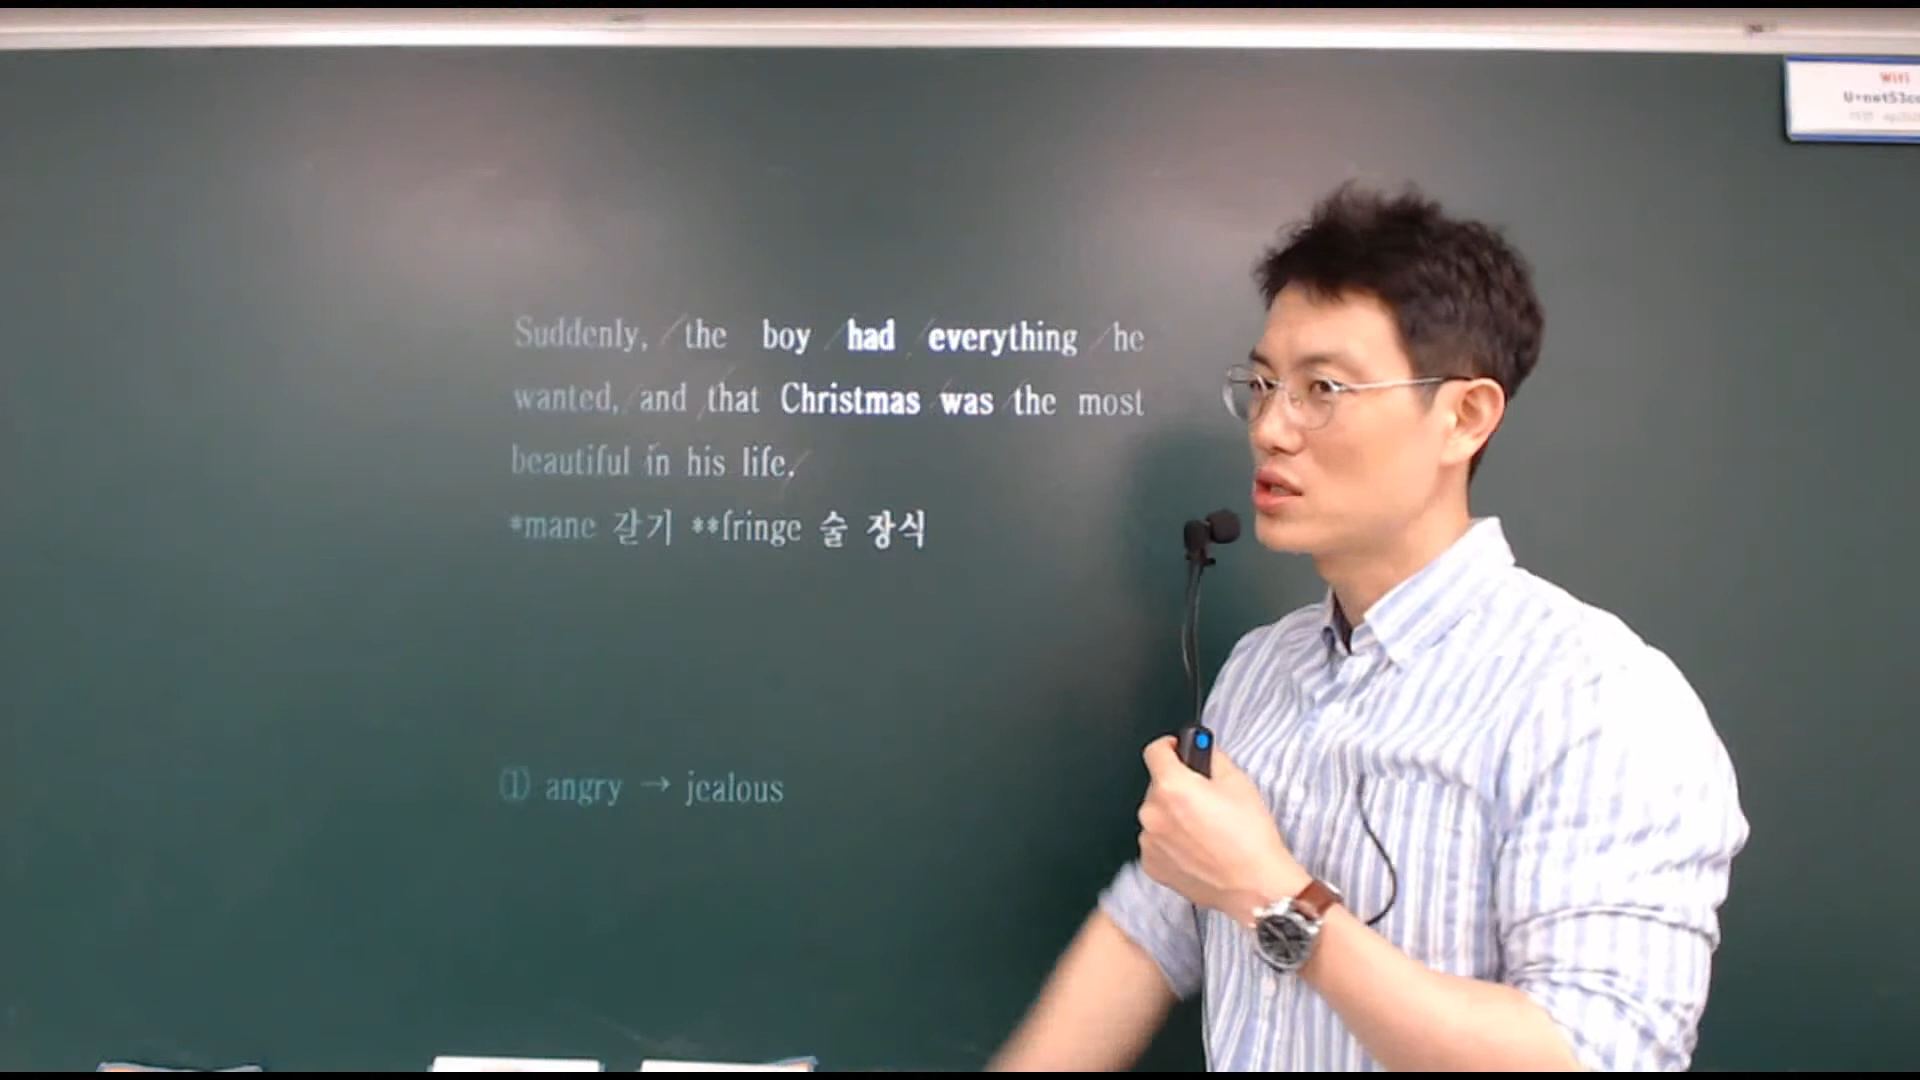 Suddenly, the boy had everything he
wanted, and that Christmas was the most
beautiful in his life.
*mane 갈기 **fringe 술 장식
① angry → jealous
Wifi